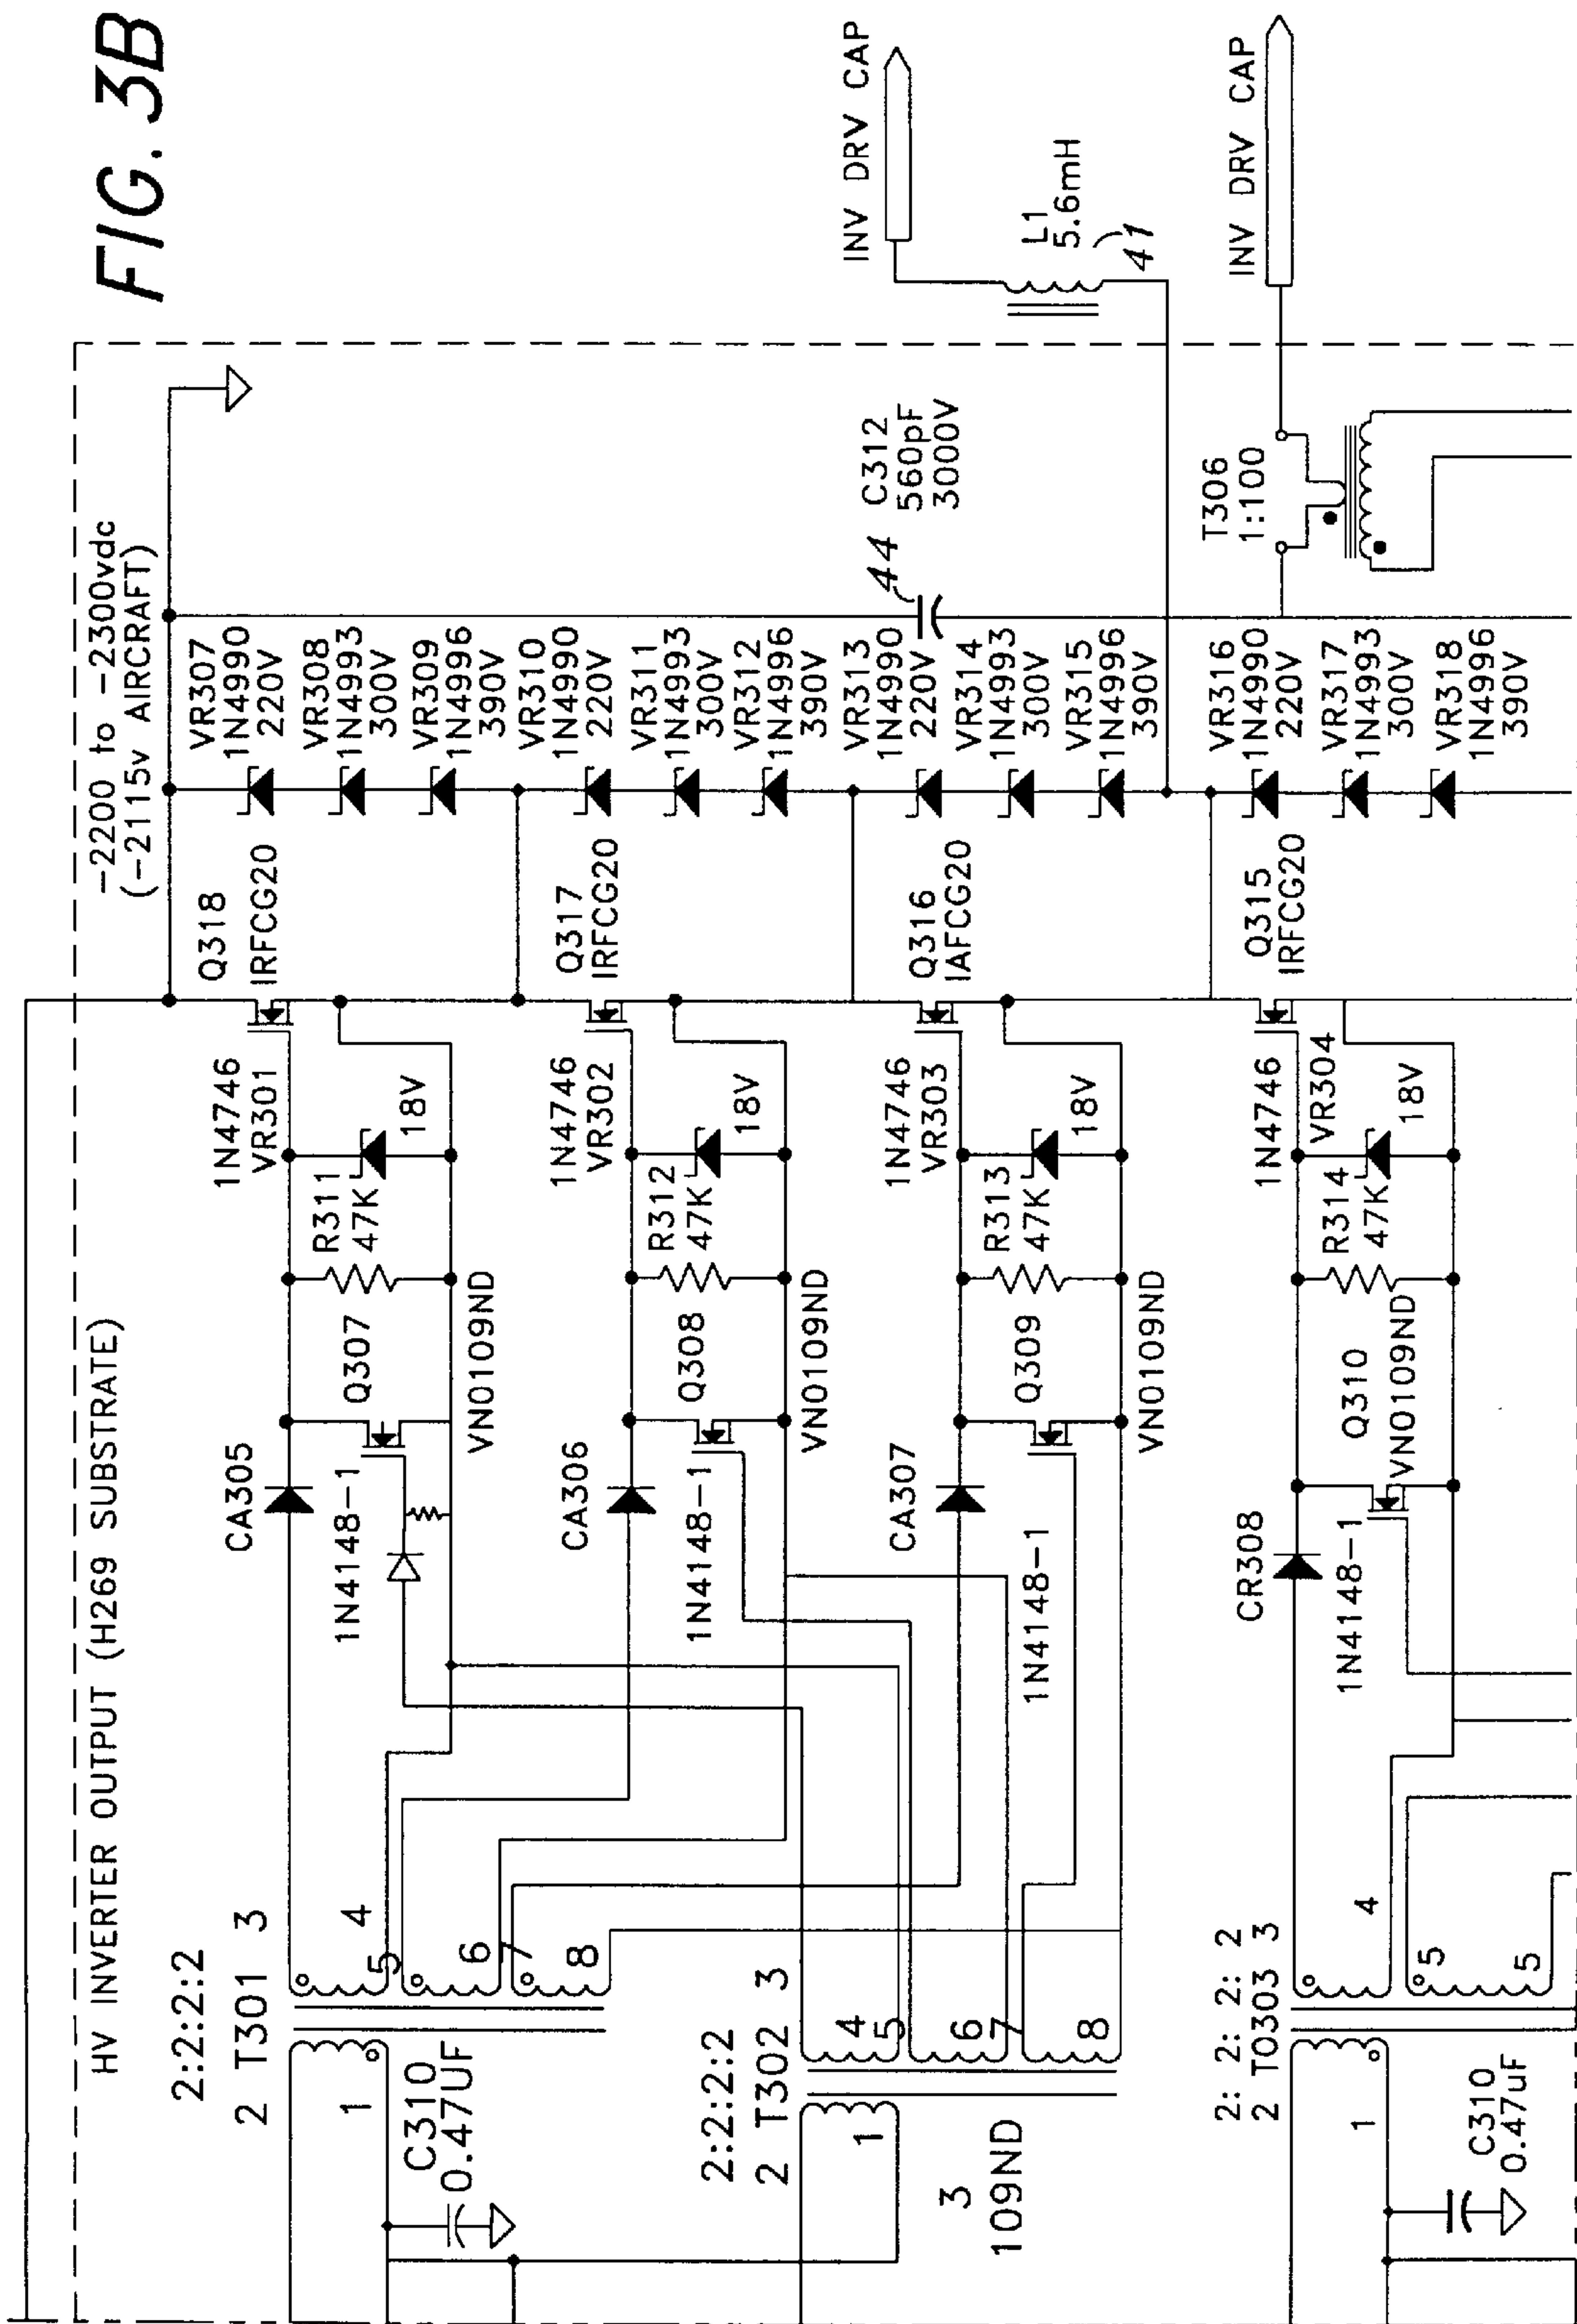 FIG. 3B
HV INVERTER OUTPUT (H269 SUBSTRATE)
-2200 to -2300vdc
(-2115v AIRCRAFT)
2:2:2:2
2 T301 3
1
4
5
6
7
8
C310
0.47UF
CA305
1N4148-1
Q307
VN0109ND
R311
47K
1N4746
VR301
18V
Q318
IRFCG20
VR307
1N4990
220V
VR308
1N4993
300V
VR309
1N4996
390V
CA306
1N4148-1
Q308
VN0109ND
R312
47K
1N4746
VR302
18V
Q317
IRFCG20
VR310
1N4990
220V
VR311
1N4993
300V
VR312
1N4996
390V
2:2:2:2
2 T302 3
1
4
5
6
7
8
3
109ND
CA307
1N4148-1
Q309
VN0109ND
R313
47K
1N4746
VR303
18V
Q316
IAFCG20
VR313
1N4990
220V
VR314
1N4993
300V
VR315
1N4996
390V
44
C312
560pF
3000V
INV DRV CAP
L1
5.6mH
41
2: 2: 2: 2
2 T0303 3
1
4
5
5
C310
0.47uF
CR308
1N4148-1
Q310
VN0109ND
R314
47K
1N4746
VR304
18V
Q315
IRFCG20
VR316
1N4990
220V
VR317
1N4993
300V
VR318
1N4996
390V
T306
1:100
INV DRV CAP